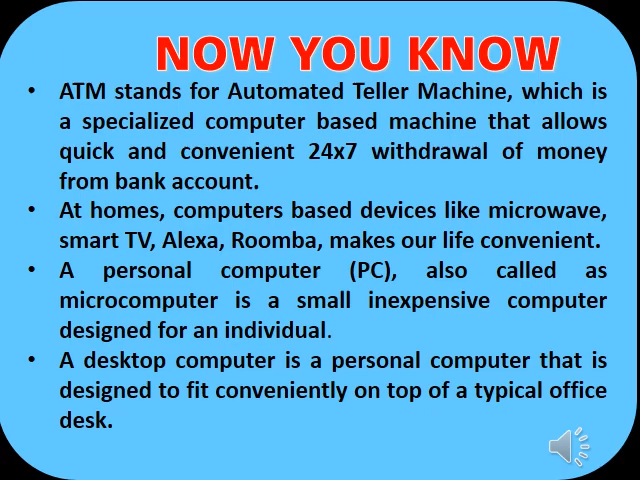 NOW YOU KNOW
• ATM stands for Automated Teller Machine, which is
a specialized computer based machine that allows
quick and convenient 24x7 withdrawal of money
from bank account.
• At homes, computers based devices like microwave,
smart TV, Alexa, Roomba, makes our life convenient.
• A personal computer (PC), also called as
microcomputer is a small inexpensive computer
designed for an individual.
• A desktop computer is a personal computer that is
designed to fit conveniently on top of a typical office
desk.